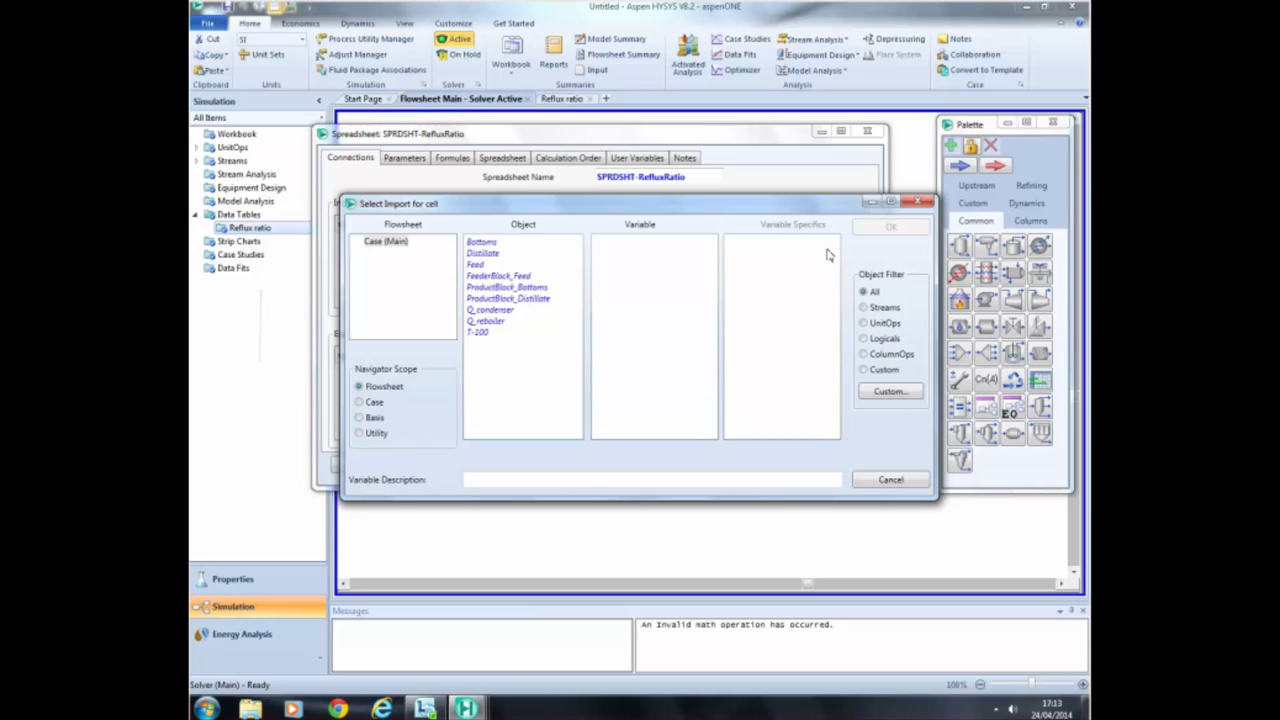 Untitled - Aspen HYSYS V8.2 - aspenONE
File
Home
Economics
Dynamics
View
Customize
Get Started
Cut
SI
Process Utility Manager
Active
Model Summary
Case Studies
Stream Analysis
Depressuring
Notes
Copy
Unit Sets
Adjust Manager
On Hold
Workbook
Reports
Flowsheet Summary
Activated
Analysis
Data Fits
Equipment Design
Flare System
Collaboration
Paste
Fluid Package Associations
Input
Optimizer
Model Analysis
Convert to Template
Clipboard
Units
Simulation
Solver
Summaries
Analysis
Case
Simulation
Start Page
Flowsheet Main - Solver Active
Reflux ratio
All Items
Workbook
UnitOps
Streams
Stream Analysis
Equipment Design
Model Analysis
Data Tables
Reflux ratio
Strip Charts
Case Studies
Data Fits
Spreadsheet: SPRDSHT-RefluxRatio
Connections
Parameters
Formulas
Spreadsheet
Calculation Order
User Variables
Notes
Spreadsheet Name
SPRDSHT-RefluxRatio
Select Import for cell
Flowsheet
Object
Variable
Variable Specifics
OK
Case (Main)
Bottoms
Distillate
Feed
FeederBlock_Feed
ProductBlock_Bottoms
ProductBlock_Distillate
Q_condenser
Q_reboiler
T-100
Object Filter
All
Streams
UnitOps
Logicals
ColumnOps
Custom
Custom...
Navigator Scope
Flowsheet
Case
Basis
Utility
Variable Description:
Cancel
Palette
Upstream
Refining
Custom
Dynamics
Common
Columns
Cn(A)
EO
Properties
Simulation
Energy Analysis
Messages
An Invalid math operation has occurred.
Solver (Main) - Ready
100%
17:13
24/04/2014